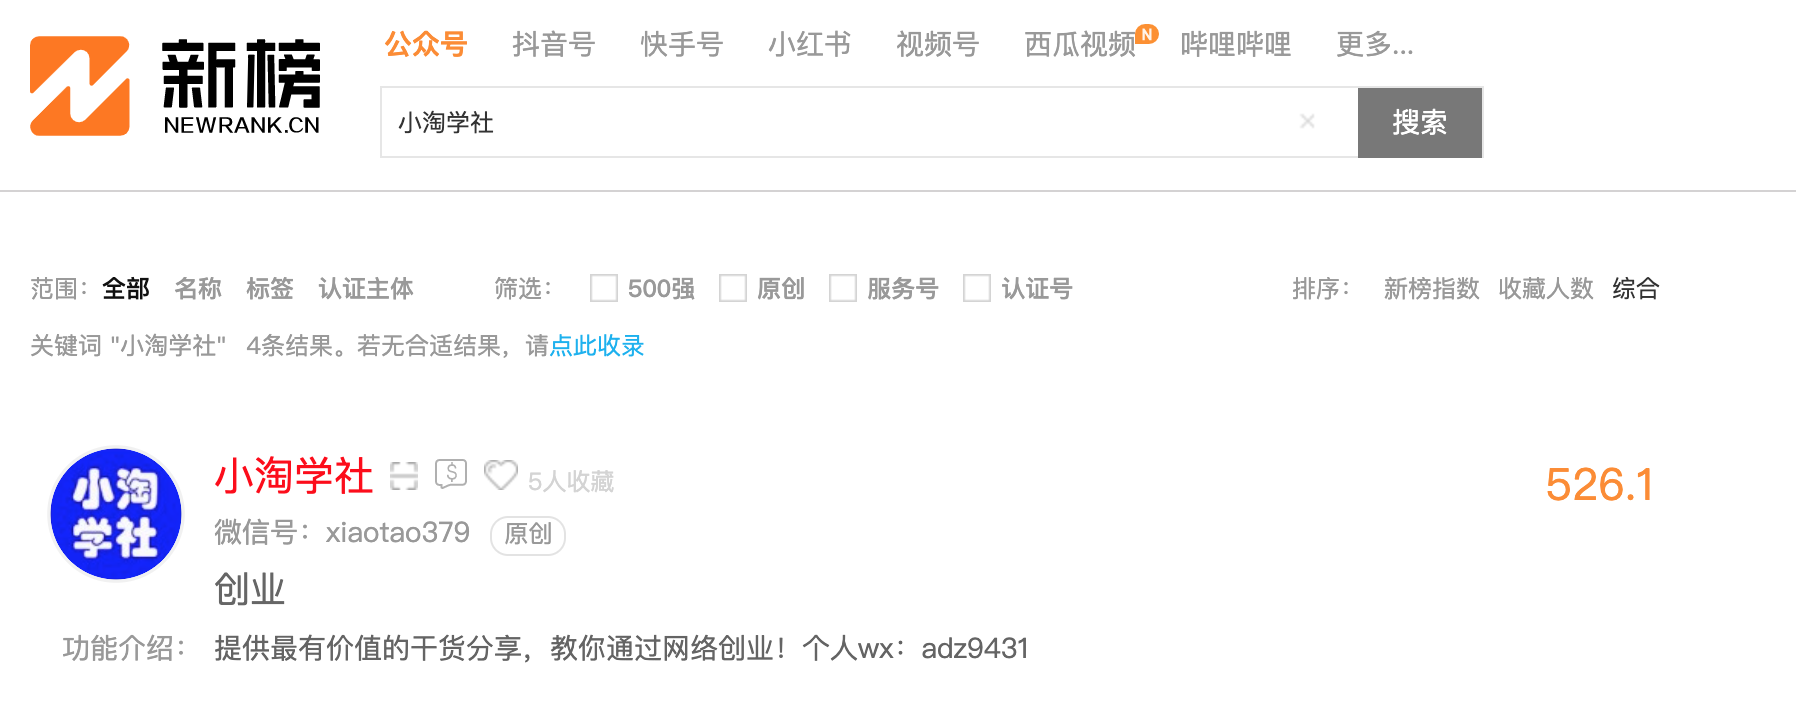 新榜
NEWRANK.CN
公众号 抖音号 快手号 小红书 视频号 西瓜视频 N 哔哩哔哩 更多...
小淘学社 × 搜索
范围： 全部 名称 标签 认证主体 筛选： 500强 原创 服务号 认证号 排序： 新榜指数 收藏人数 综合
关键词 "小淘学社" 4条结果。若无合适结果，请点此收录
小淘学社
小淘学社 $ 5人收藏 526.1
微信号：xiaotao379 原创
创业
功能介绍： 提供最有价值的干货分享，教你通过网络创业！个人wx：adz9431